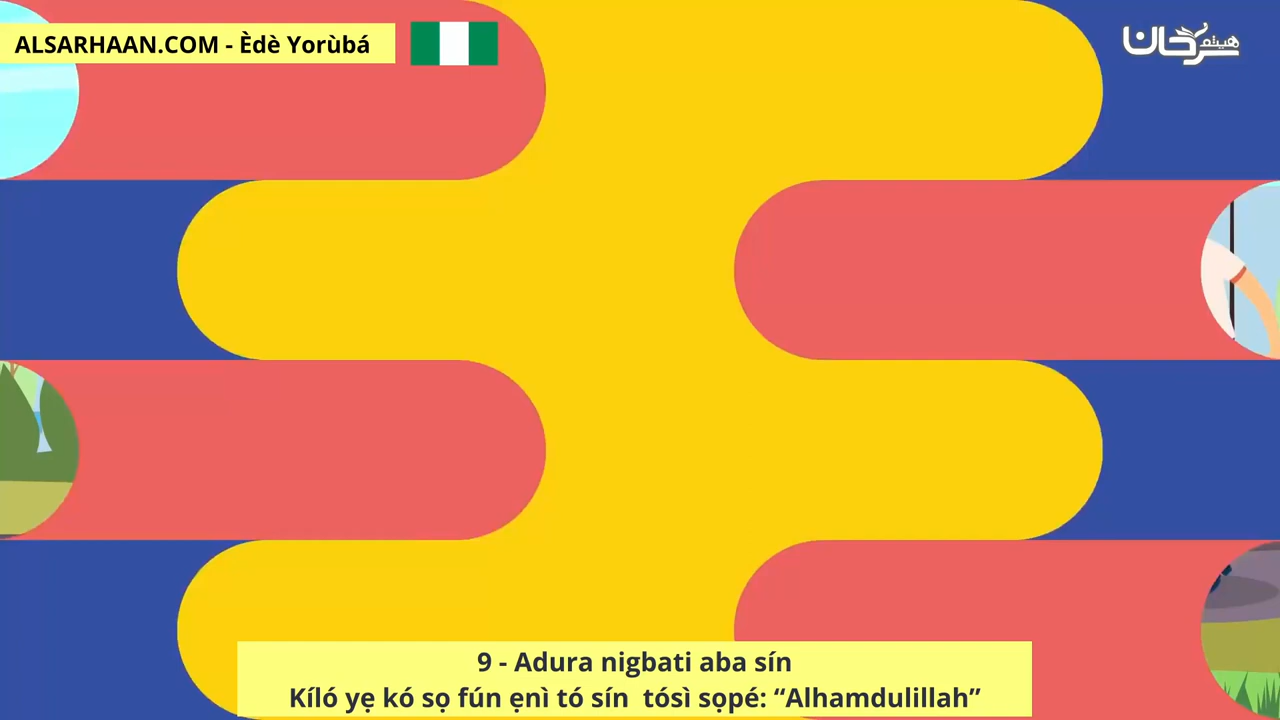 ALSARHAAN.COM - Èdè Yorùbá
هيثم
سرحان
9 - Adura nigbati aba sín
Kíló yẹ kó sọ fún ẹnì tó sín tósì sọpé: “Alhamdulillah”